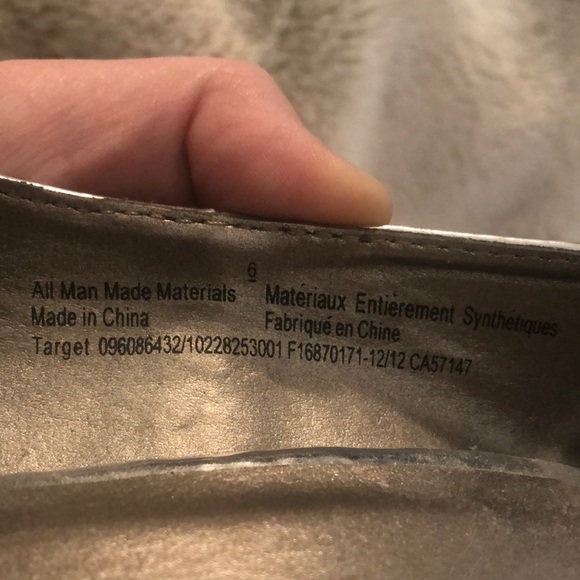 6
All Man Made Materials
Made in China
Matériaux Entièrement Synthetiques
Fabriqué en Chine
Target 096086432/10228253001 F16870171-12/12 CA57147